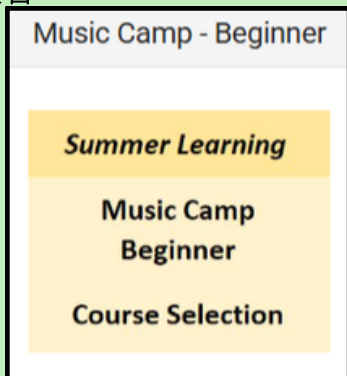 Music Camp - Beginner
Summer Learning
Music Camp
Beginner
Course Selection